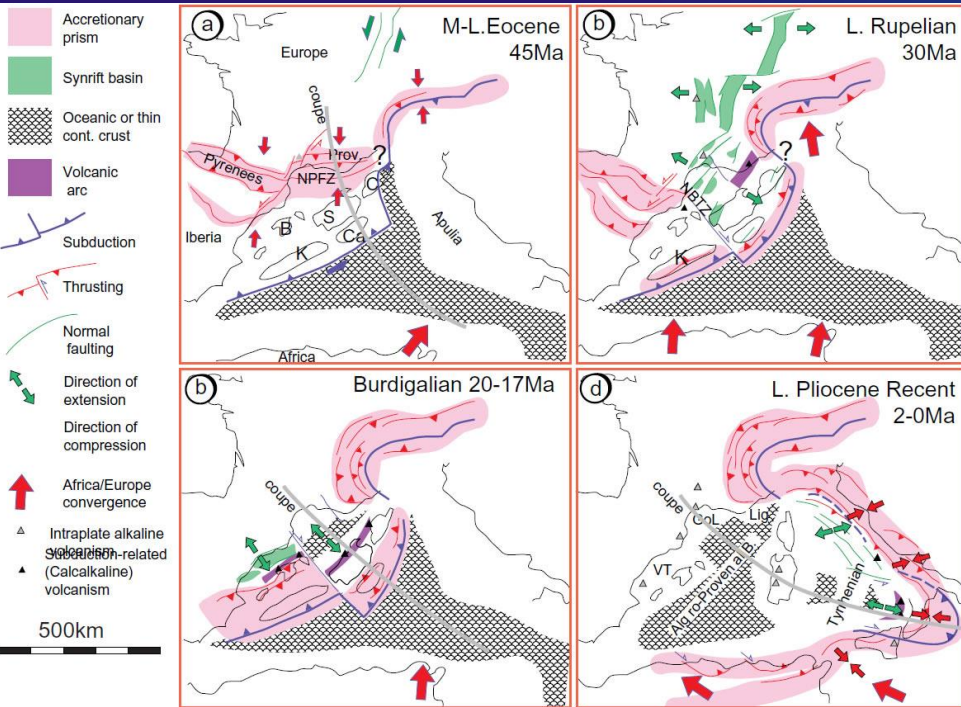 Accretionary
prism
Synrift basin
Oceanic or thin
cont. crust
Volcanic
arc
Subduction
Thrusting
Normal
faulting
Direction of
extension
Direction of
compression
Africa/Europe
convergence
Intraplate alkaline
volcanism
Subduction-related
(Calcalkaline)
volcanism
500km
a
M-L.Eocene
45Ma
Europe
coupe
Pyrenees
Prov.
?
NPFZ
C
Iberia
B
S
Ca
K
Apulia
Africa
b
L. Rupelian
30Ma
?
NBTZ
K
b
Burdigalian 20-17Ma
coupe
d
L. Pliocene Recent
2-0Ma
coupe
GoL
Lig.
VT
Alg ro-Proven a. B.
Tyrrhenian